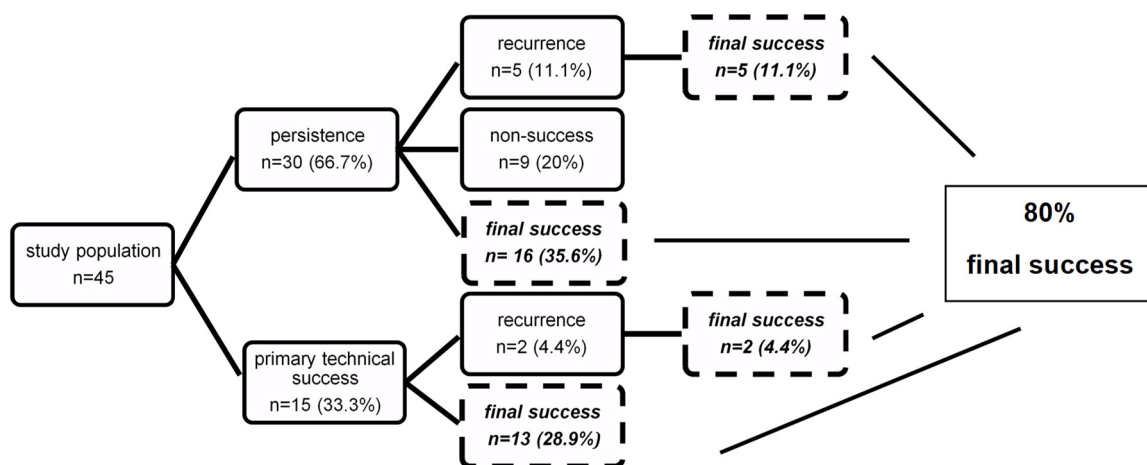 recurrence
n=5 (11.1%)
final success
n=5 (11.1%)
persistence
n=30 (66.7%)
non-success
n=9 (20%)
80%
final success
study population
n=45
final success
n= 16 (35.6%)
recurrence
n=2 (4.4%)
final success
n=2 (4.4%)
primary technical
success
n=15 (33.3%)
final success
n=13 (28.9%)